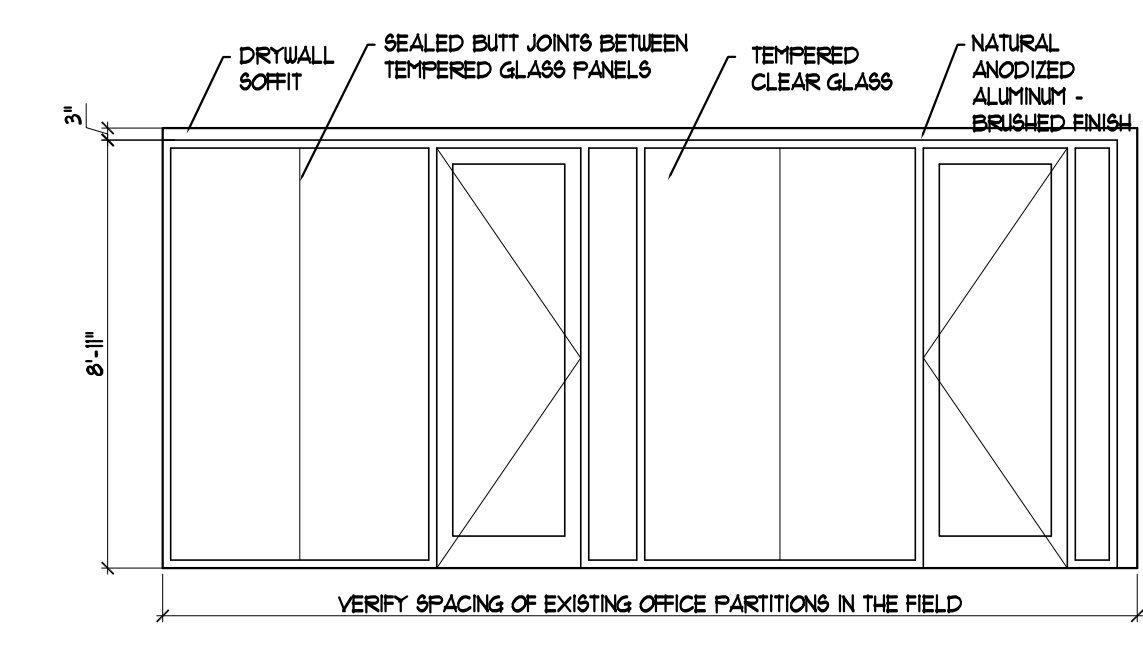 DRYWALL
SOFFIT
SEALED BUTT JOINTS BETWEEN
TEMPERED GLASS PANELS
TEMPERED
CLEAR GLASS
NATURAL
ANODIZED
ALUMINUM -
BRUSHED FINISH
3"
8'-11"
VERIFY SPACING OF EXISTING OFFICE PARTITIONS IN THE FIELD